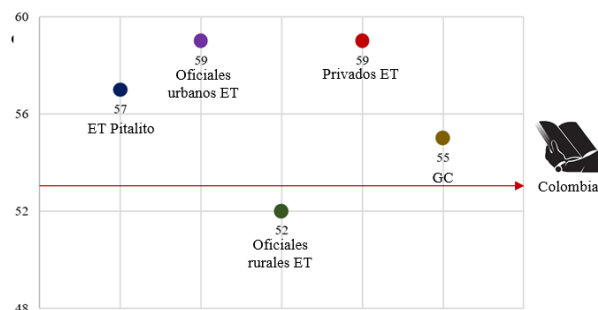 60
59
Oficiales
urbanos ET
59
Privados ET
57
ET Pitalito
56
55
GC
Colombia
52
52
Oficiales
rurales ET
48